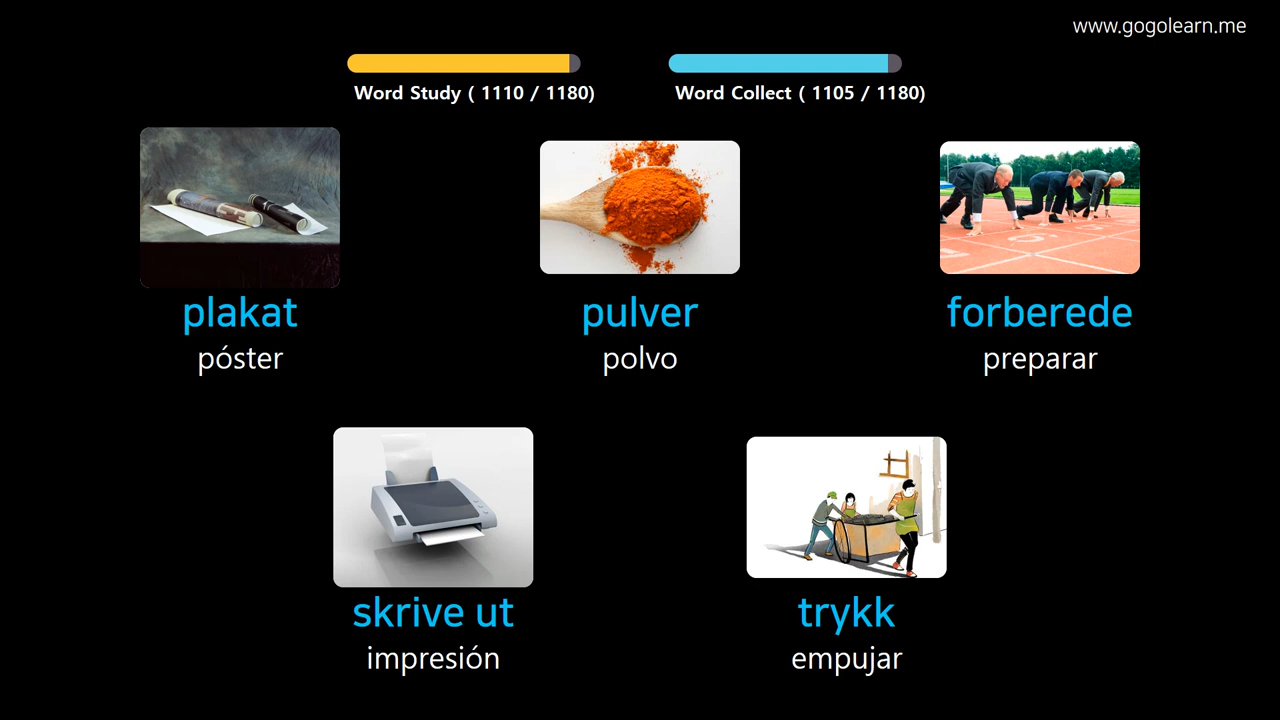 www.gogolearn.me
Word Study ( 1110 / 1180)
Word Collect ( 1105 / 1180)
plakat
póster
pulver
polvo
forberede
preparar
skrive ut
impresión
trykk
empujar